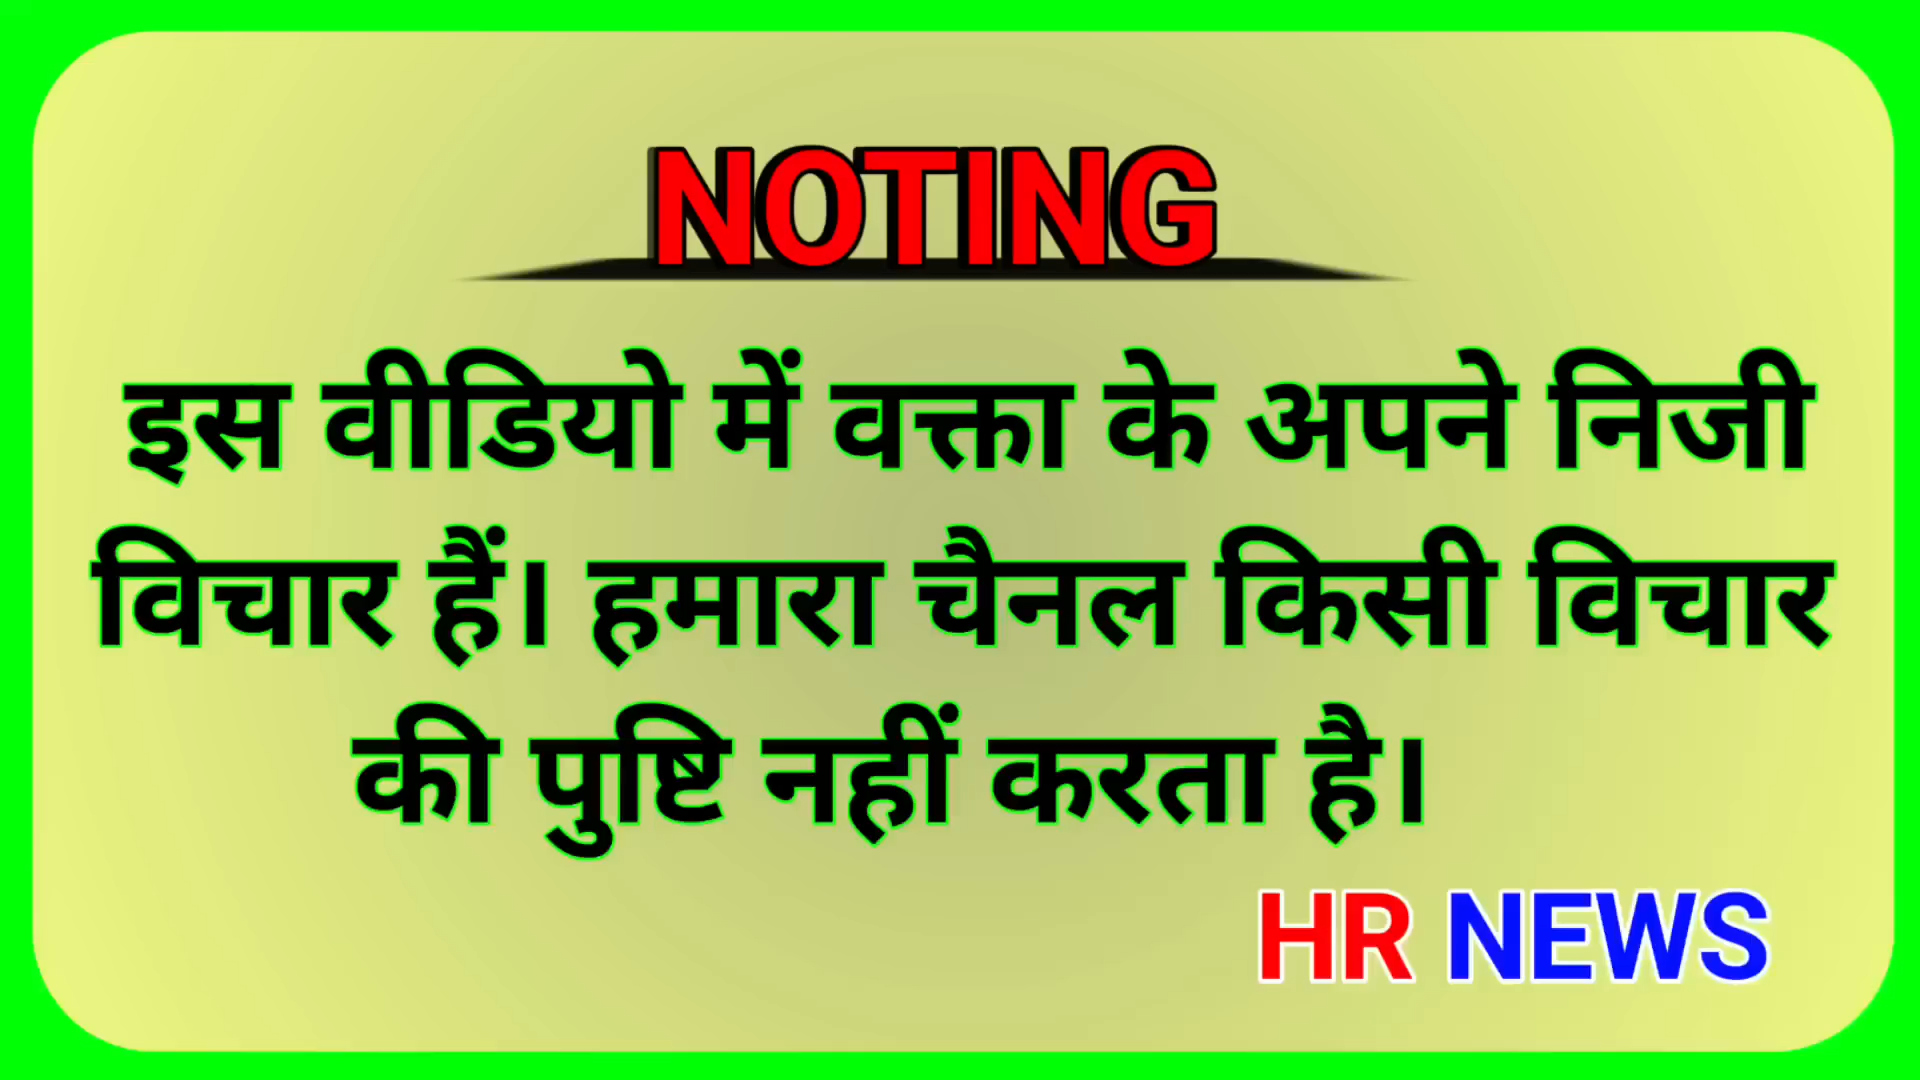 NOTING
इस वीडियो में वक्ता के अपने निजी
विचार हैं। हमारा चैनल किसी विचार
की पुष्टि नहीं करता है।
HR NEWS